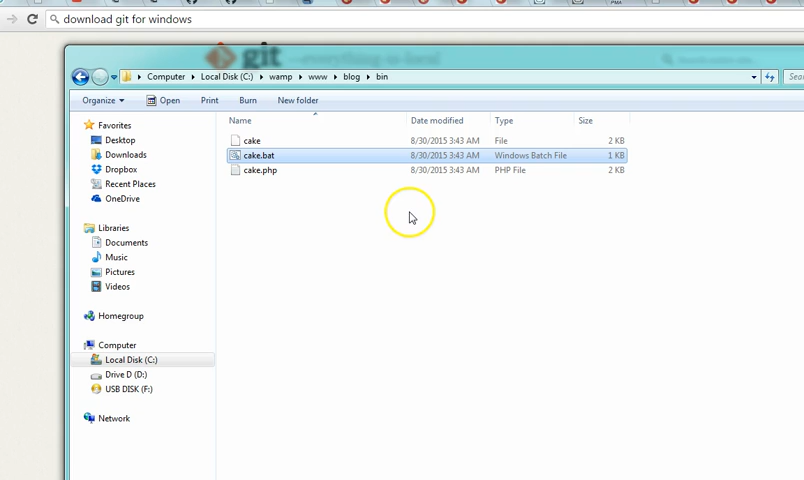 download git for windows
git
Computer Local Disk (C:) wamp www blog bin
Organize Open Print Burn New folder
Name Date modified Type Size
Favorites
Desktop
Downloads
Dropbox
Recent Places
OneDrive
Libraries
Documents
Music
Pictures
Videos
Homegroup
Computer
Local Disk (C:)
Drive D (D:)
USB DISK (F:)
Network
cake 8/30/2015 3:43 AM File 2 KB
cake.bat 8/30/2015 3:43 AM Windows Batch File 1 KB
cake.php 8/30/2015 3:43 AM PHP File 2 KB